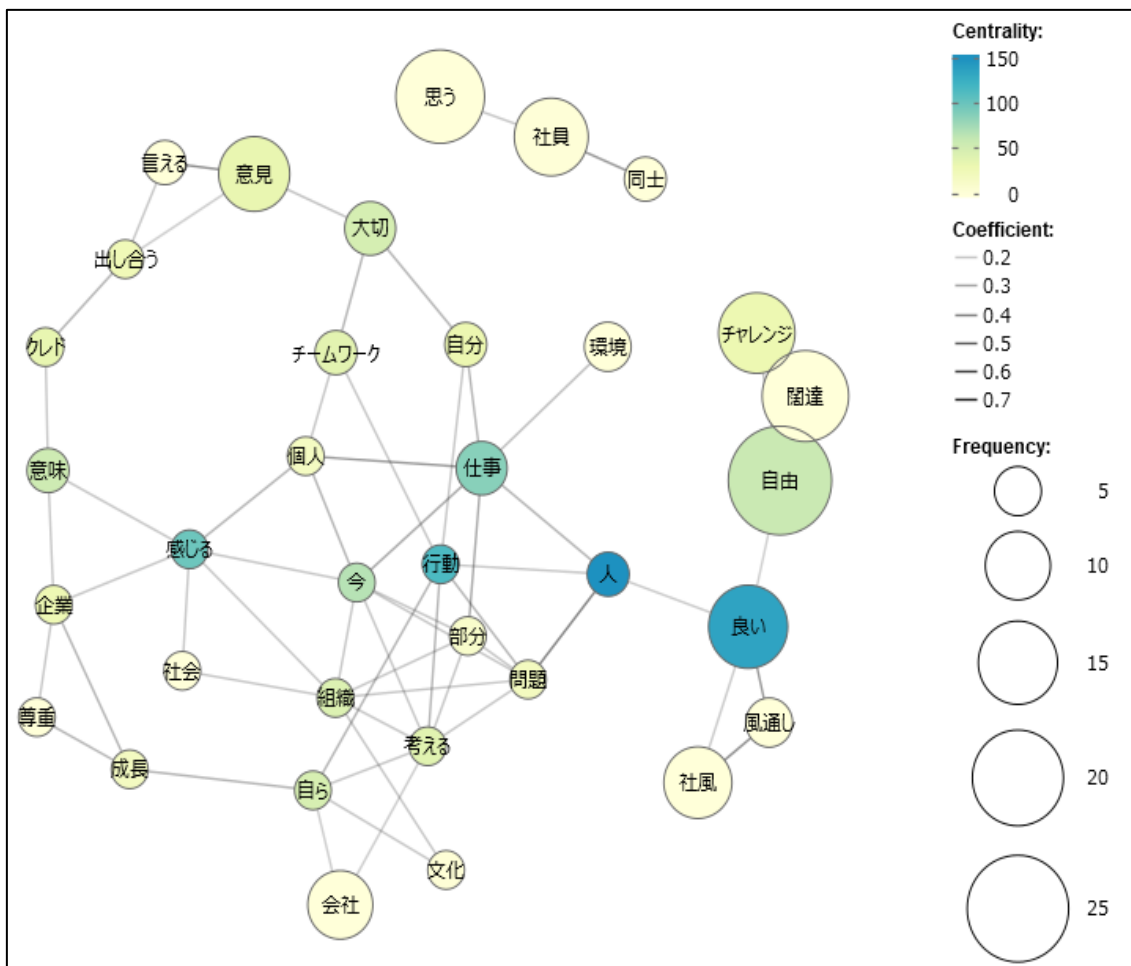 思う
社員
同士
言える
意見
大切
出し合う
チャレンジ
クレド
チームワーク
自分
環境
闊達
意味
個人
仕事
自由
感じる
今
行動
人
企業
部分
良い
社会
組織
問題
尊重
風通し
成長
自ら
考える
社風
会社
文化
Centrality:
150
100
50
0
Coefficient:
0.2
0.3
0.4
0.5
0.6
0.7
Frequency:
5
10
15
20
25